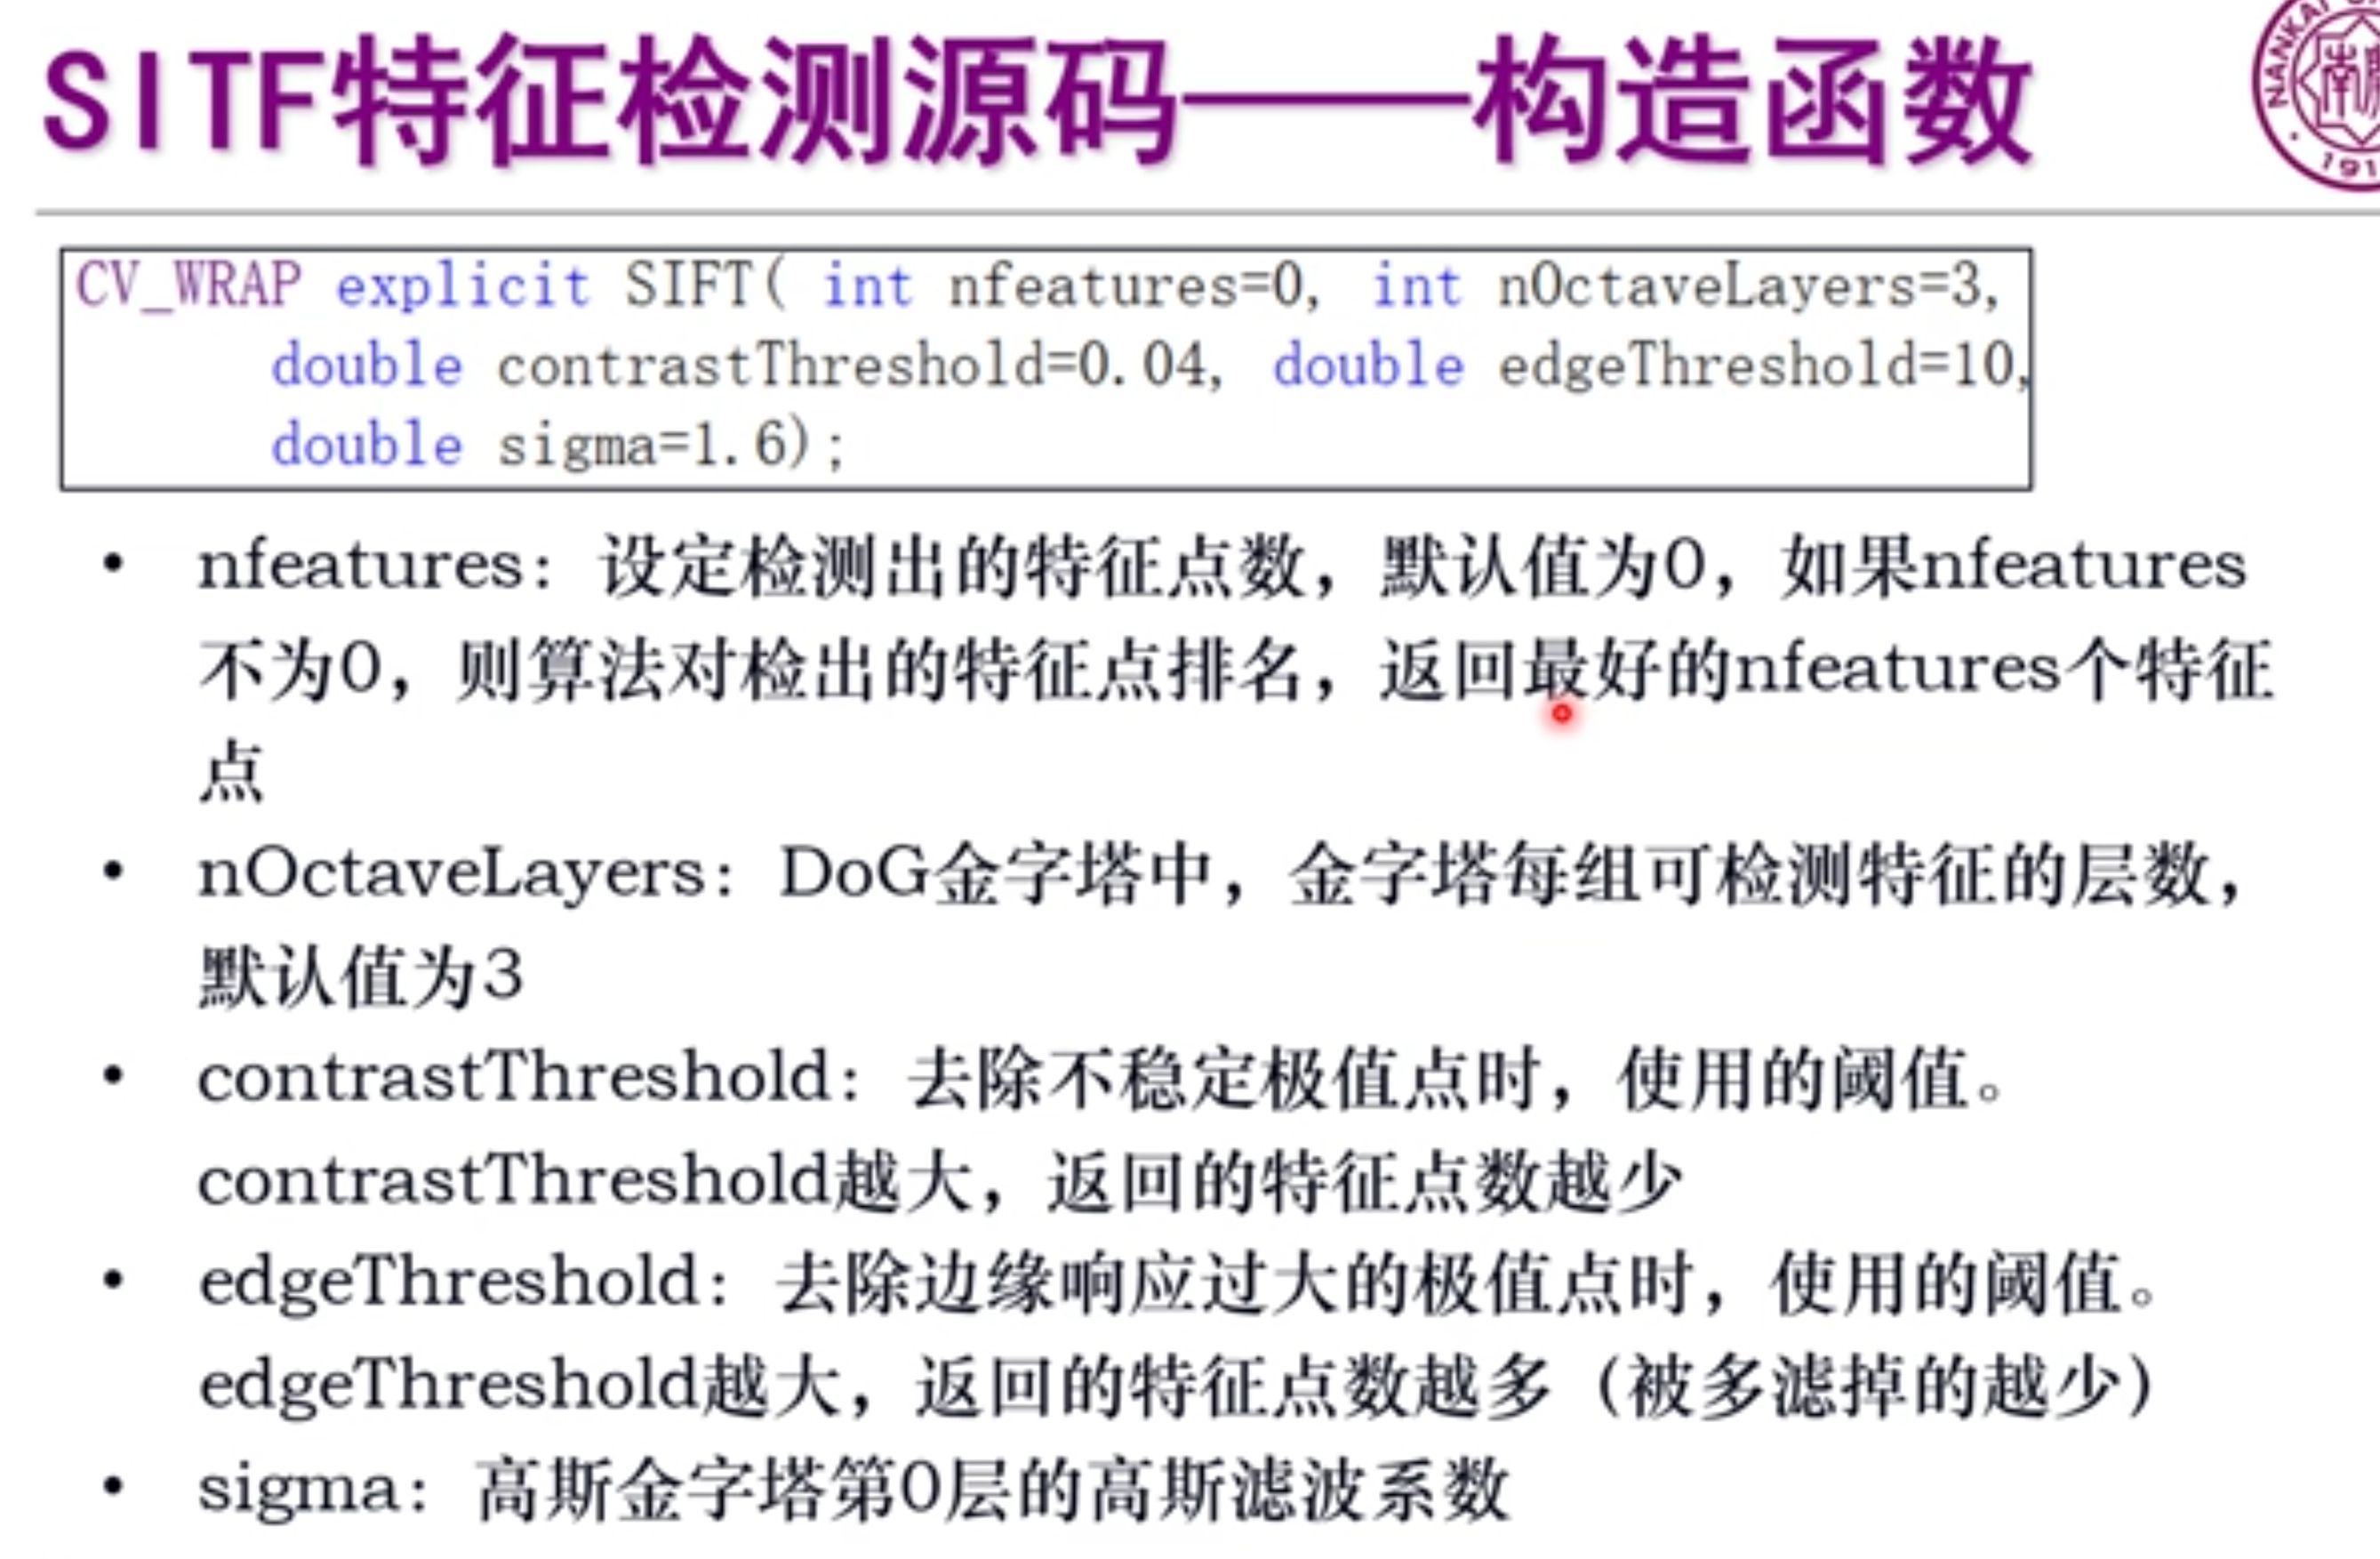 SITF特征检测源码——构造函数
NANKAI
南
191
CV_WRAP explicit SIFT( int nfeatures=0, int nOctaveLayers=3,
double contrastThreshold=0.04, double edgeThreshold=10,
double sigma=1.6);
• nfeatures：设定检测出的特征点数，默认值为0，如果nfeatures
不为0，则算法对检出的特征点排名，返回最好的nfeatures个特征
点
• nOctaveLayers：DoG金字塔中，金字塔每组可检测特征的层数，
默认值为3
• contrastThreshold：去除不稳定极值点时，使用的阈值。
contrastThreshold越大，返回的特征点数越少
• edgeThreshold：去除边缘响应过大的极值点时，使用的阈值。
edgeThreshold越大，返回的特征点数越多（被多滤掉的越少）
• sigma：高斯金字塔第0层的高斯滤波系数